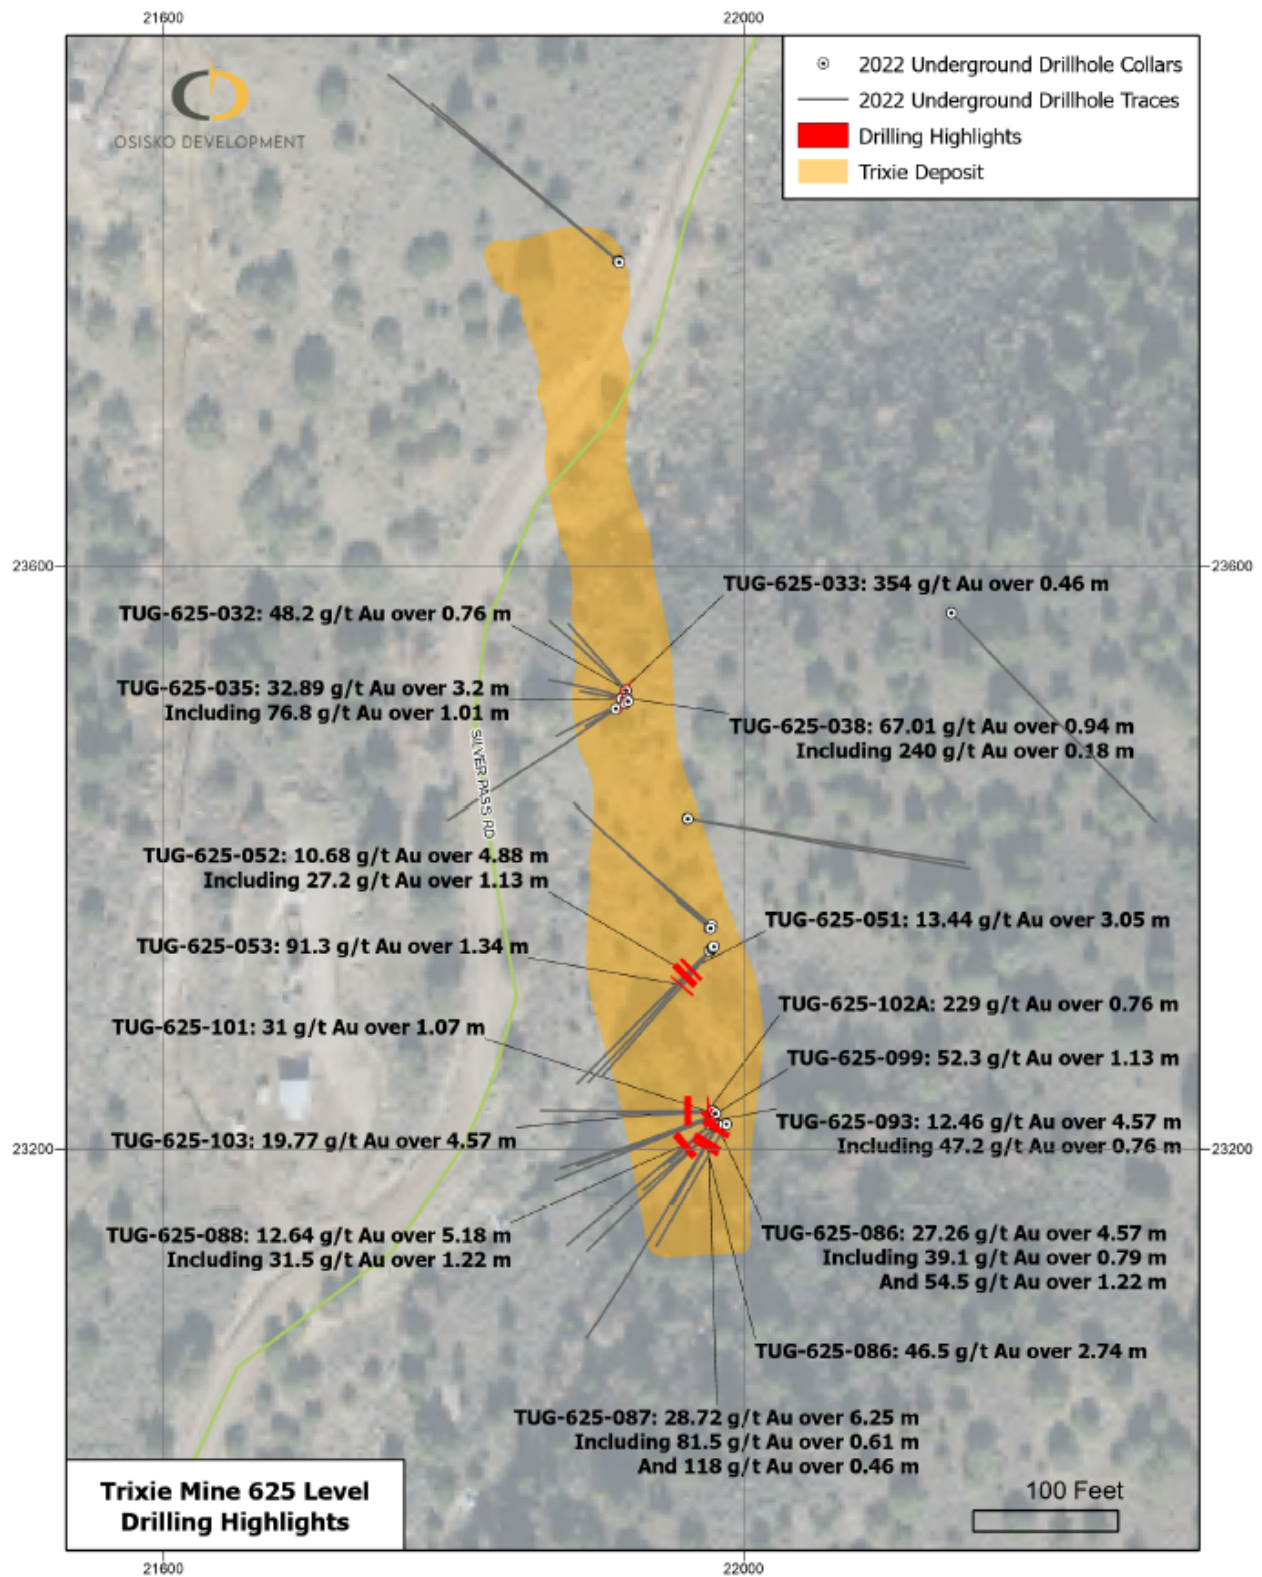 21600
22000
OSISKO DEVELOPMENT
2022 Underground Drillhole Collars
2022 Underground Drillhole Traces
Drilling Highlights
Trixie Deposit
23600
23600
TUG-625-033: 354 g/t Au over 0.46 m
TUG-625-032: 48.2 g/t Au over 0.76 m
TUG-625-035: 32.89 g/t Au over 3.2 m
Including 76.8 g/t Au over 1.01 m
TUG-625-038: 67.01 g/t Au over 0.94 m
Including 240 g/t Au over 0.18 m
SILVER PASS RD
TUG-625-052: 10.68 g/t Au over 4.88 m
Including 27.2 g/t Au over 1.13 m
TUG-625-051: 13.44 g/t Au over 3.05 m
TUG-625-053: 91.3 g/t Au over 1.34 m
TUG-625-102A: 229 g/t Au over 0.76 m
TUG-625-101: 31 g/t Au over 1.07 m
TUG-625-099: 52.3 g/t Au over 1.13 m
TUG-625-093: 12.46 g/t Au over 4.57 m
Including 47.2 g/t Au over 0.76 m
TUG-625-103: 19.77 g/t Au over 4.57 m
23200
23200
TUG-625-088: 12.64 g/t Au over 5.18 m
Including 31.5 g/t Au over 1.22 m
TUG-625-086: 27.26 g/t Au over 4.57 m
Including 39.1 g/t Au over 0.79 m
And 54.5 g/t Au over 1.22 m
TUG-625-086: 46.5 g/t Au over 2.74 m
TUG-625-087: 28.72 g/t Au over 6.25 m
Including 81.5 g/t Au over 0.61 m
And 118 g/t Au over 0.46 m
Trixie Mine 625 Level
Drilling Highlights
100 Feet
21600
22000